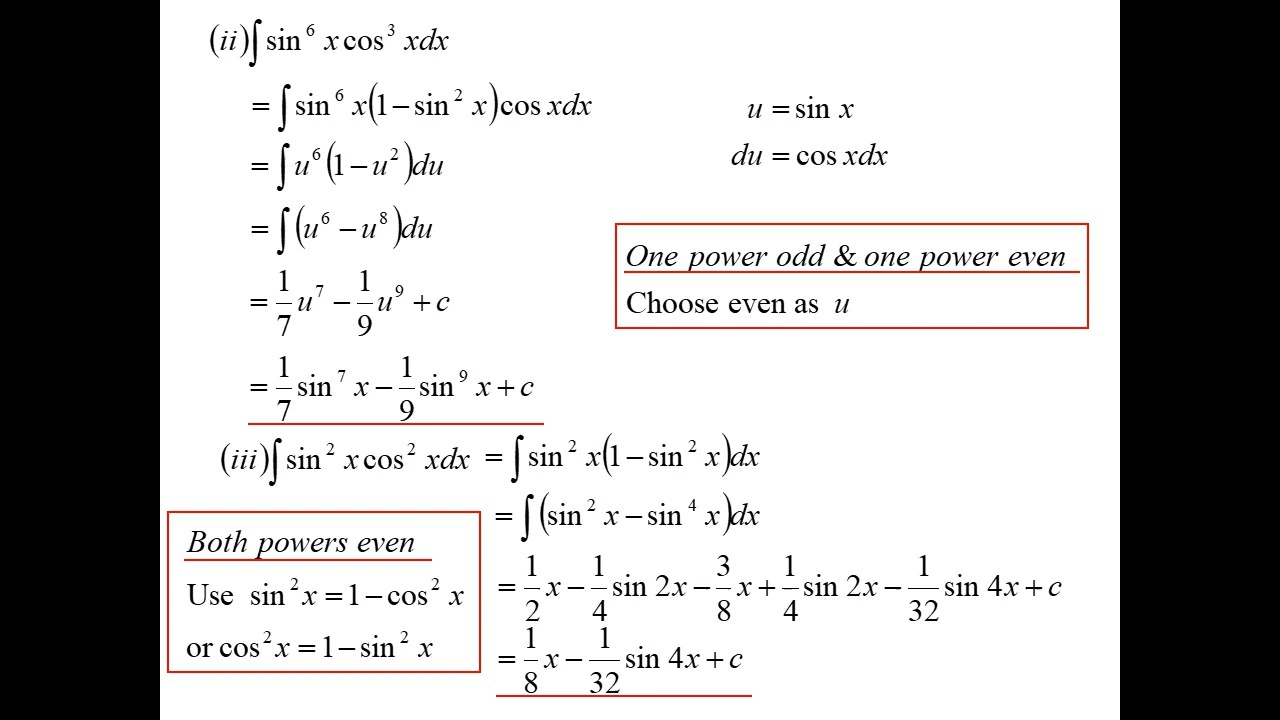 (ii)∫sin⁶ x cos³ xdx
= ∫sin⁶ x(1−sin² x)cos xdx
u = sin x
= ∫u⁶(1−u²)du
du = cos xdx
= ∫(u⁶ −u⁸)du
= 1/7 u⁷ − 1/9 u⁹ + c
= 1/7 sin⁷ x − 1/9 sin⁹ x + c
One power odd & one power even
Choose even as u
(iii)∫sin² x cos² xdx = ∫sin² x(1−sin² x)dx
= ∫(sin² x − sin⁴ x)dx
= 1/2 x − 1/4 sin 2x − 3/8 x + 1/4 sin 2x − 1/32 sin 4x + c
= 1/8 x − 1/32 sin 4x + c
Both powers even
Use sin²x = 1−cos² x
or cos²x = 1−sin² x